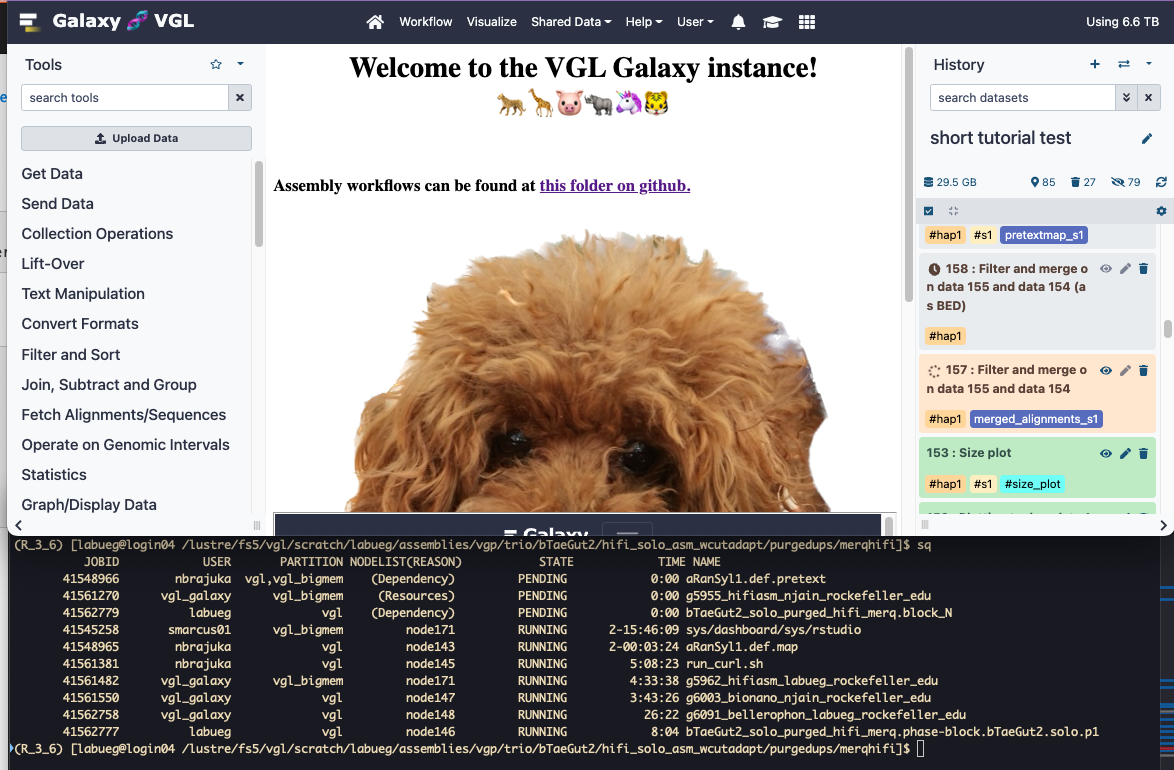 Galaxy VGL
Workflow Visualize Shared Data Help User Using 6.6 TB
Tools
search tools
Upload Data
Get Data
Send Data
Collection Operations
Lift-Over
Text Manipulation
Convert Formats
Filter and Sort
Join, Subtract and Group
Fetch Alignments/Sequences
Operate on Genomic Intervals
Statistics
Graph/Display Data
Welcome to the VGL Galaxy instance!
Assembly workflows can be found at this folder on github.
Galaxy
History
search datasets
short tutorial test
29.5 GB 85 27 79
#hap1 #s1 pretextmap_s1
158 : Filter and merge o
n data 155 and data 154 (a
s BED)
#hap1
157 : Filter and merge o
n data 155 and data 154
#hap1 merged_alignments_s1
153 : Size plot
#hap1 #s1 #size_plot
(R_3_6) [labueg@login04 /lustre/fs5/vgl/scratch/labueg/assemblies/vgp/trio/bTaeGut2/hifi_solo_asm_wcutadapt/purgedups/merqhifi]$ sq
JOBID USER PARTITION NODELIST(REASON) STATE TIME NAME
41548966 nbrajuka vgl,vgl_bigmem (Dependency) PENDING 0:00 aRanSyl1.def.pretext
41561270 vgl_galaxy vgl_bigmem (Resources) PENDING 0:00 g5955_hifiasm_njain_rockefeller_edu
41562779 labueg vgl (Dependency) PENDING 0:00 bTaeGut2_solo_purged_hifi_merq.block_N
41545258 smarcus01 vgl_bigmem node171 RUNNING 2-15:46:09 sys/dashboard/sys/rstudio
41548965 nbrajuka vgl node143 RUNNING 2-00:03:24 aRanSyl1.def.map
41561381 nbrajuka vgl node145 RUNNING 5:08:23 run_curl.sh
41561482 vgl_galaxy vgl_bigmem node171 RUNNING 4:33:38 g5962_hifiasm_labueg_rockefeller_edu
41561550 vgl_galaxy vgl node147 RUNNING 3:43:26 g6003_bionano_njain_rockefeller_edu
41562758 vgl_galaxy vgl node148 RUNNING 26:22 g6091_bellerophon_labueg_rockefeller_edu
41562777 labueg vgl node146 RUNNING 8:04 bTaeGut2_solo_purged_hifi_merq.phase-block.bTaeGut2.solo.p1
(R_3_6) [labueg@login04 /lustre/fs5/vgl/scratch/labueg/assemblies/vgp/trio/bTaeGut2/hifi_solo_asm_wcutadapt/purgedups/merqhifi]$